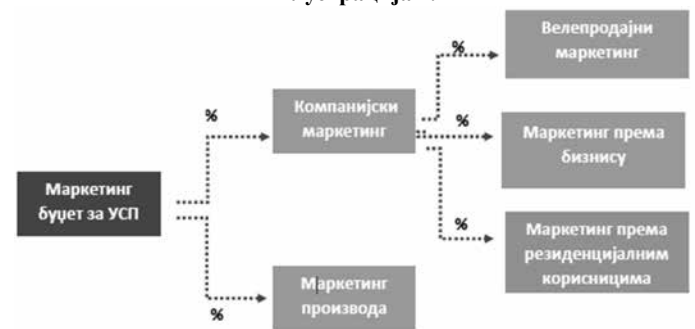 Велепродајни
маркетинг
%
%
Компанијски
маркетинг
%
Маркетинг према
бизнису
Маркетинг
буџет за УСП
%
Маркетинг према
резиденцијалним
корисницима
%
Маркетинг
производа